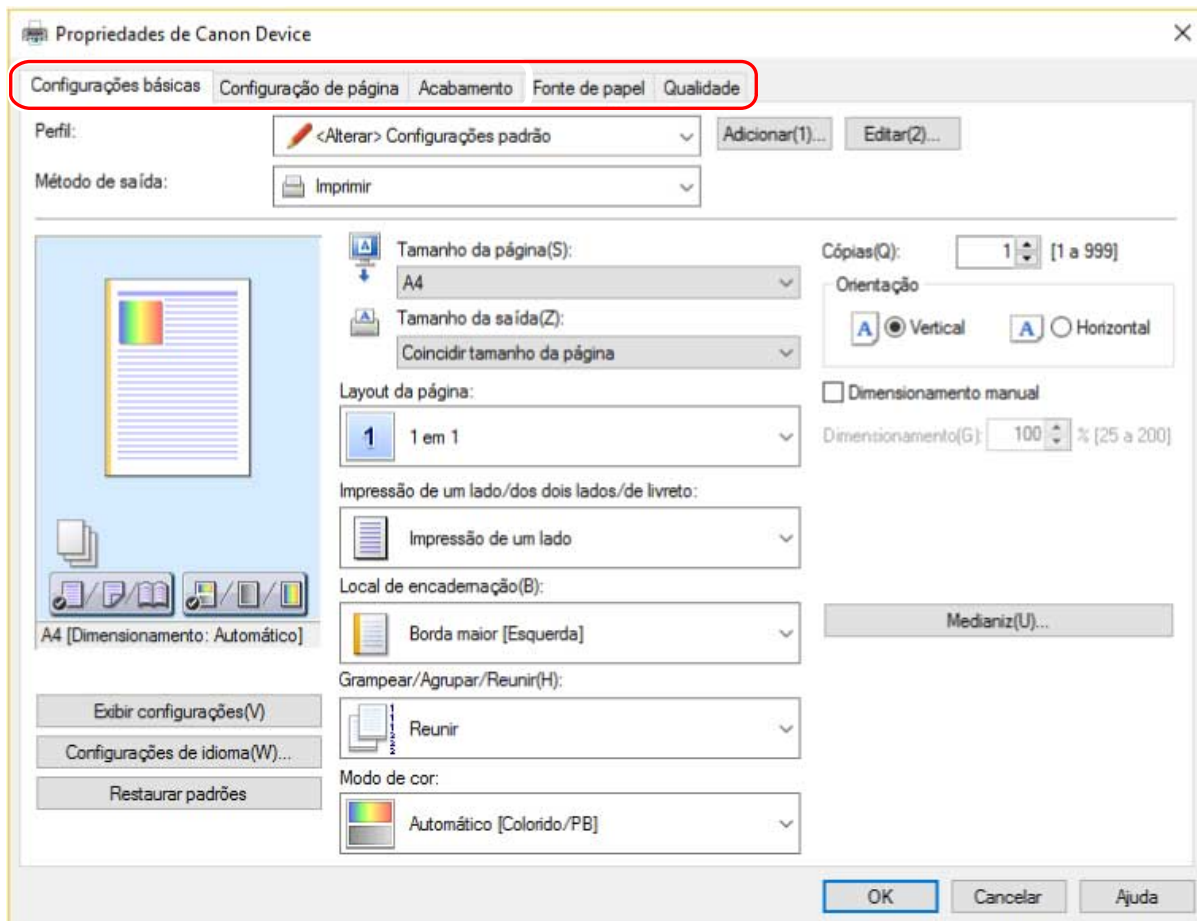 Propriedades de Canon Device
Configurações básicas Configuração de página Acabamento Fonte de papel Qualidade
Perfil: <Alterar> Configurações padrão Adicionar(1)... Editar(2)...
Método de saída: Imprimir
Tamanho da página(S):
A4
Tamanho da saída(Z):
Coincidir tamanho da página
Cópias(Q): 1 [1 a 999]
Orientação
A Vertical A Horizontal
Layout da página:
1 1 em 1
Dimensionamento manual
Dimensionamento(G): 100 % [25 a 200]
Impressão de um lado/dos dois lados/de livreto:
Impressão de um lado
Local de encadernação(B):
Borda maior [Esquerda]
Medianiz(U)...
A4 [Dimensionamento: Automático]
Grampear/Agrupar/Reunir(H):
Reunir
Exibir configurações(V)
Configurações de idioma(W)...
Restaurar padrões
Modo de cor:
Automático [Colorido/PB]
OK Cancelar Ajuda